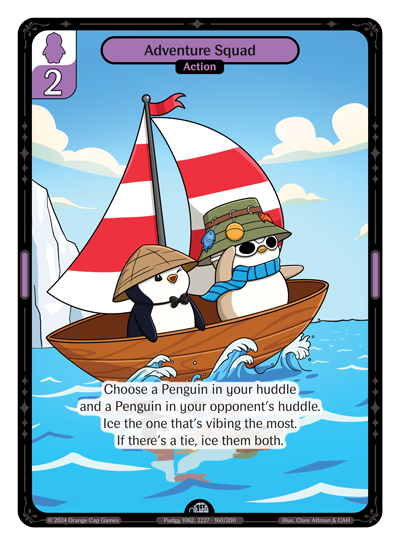 Adventure Squad
Action
2
Choose a Penguin in your huddle
and a Penguin in your opponent's huddle.
Ice the one that's vibing the most.
If there's a tie, ice them both.
© 2024 Orange Cap Games
Pudgy 1062, 2227 - 160/200
Illus. Clare Attman & CAH